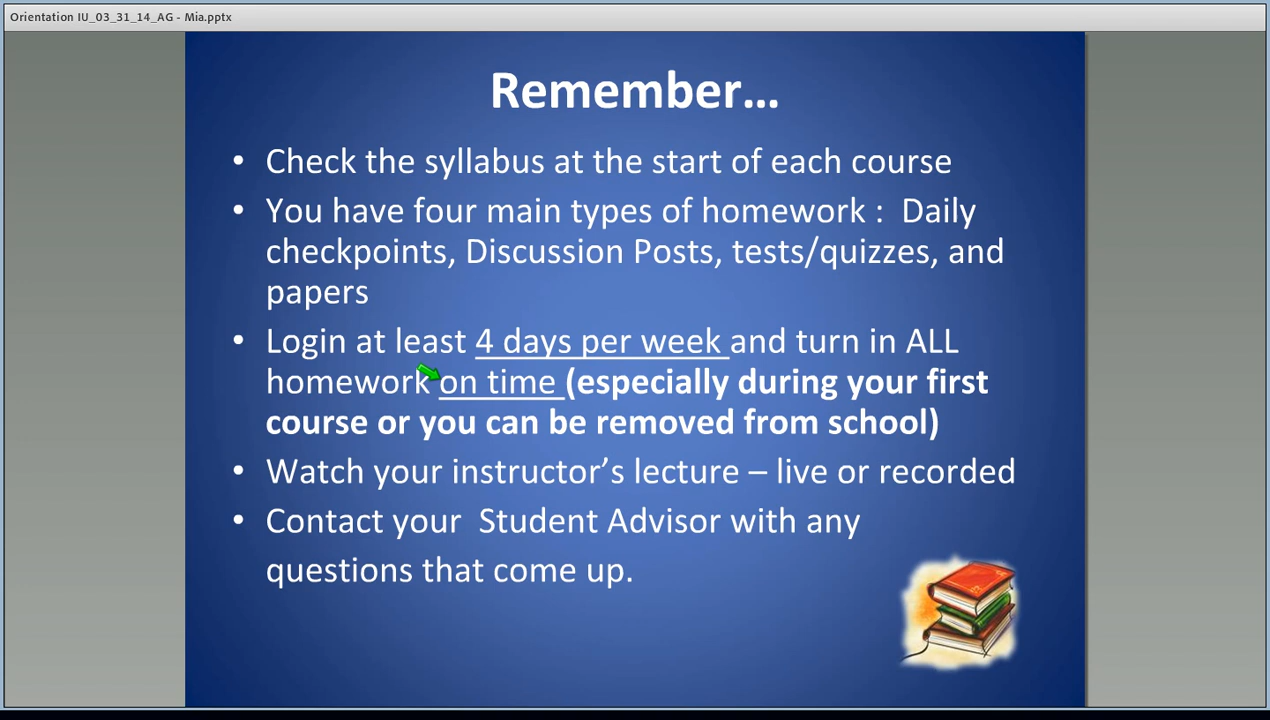 Orientation IU_03_31_14_AG - Mia.pptx
Remember...
• Check the syllabus at the start of each course
• You have four main types of homework :  Daily
checkpoints, Discussion Posts, tests/quizzes, and
papers
• Login at least 4 days per week and turn in ALL
homework on time (especially during your first
course or you can be removed from school)
• Watch your instructor’s lecture – live or recorded
• Contact your  Student Advisor with any
questions that come up.